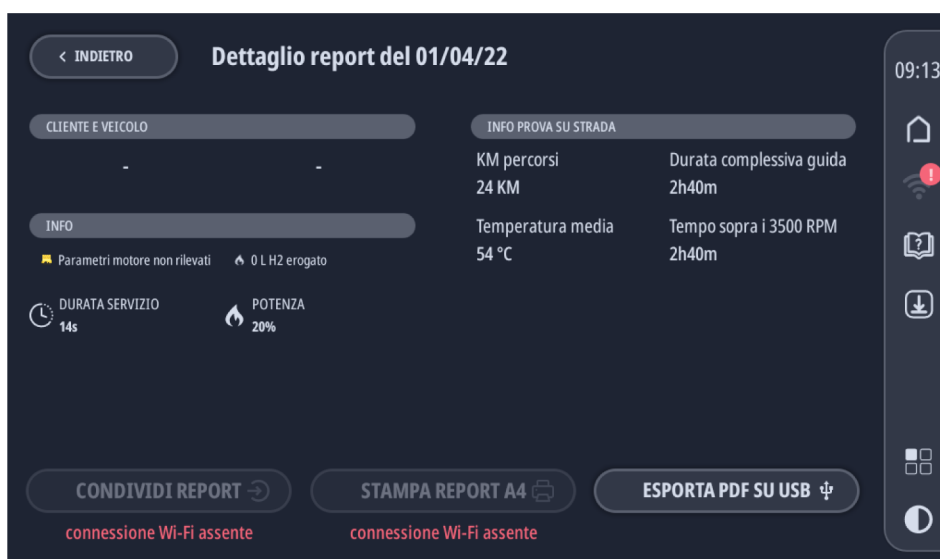 < INDIETRO
Dettaglio report del 01/04/22
09:13
CLIENTE E VEICOLO
- -
INFO
Parametri motore non rilevati 0 L H2 erogato
DURATA SERVIZIO
14s
POTENZA
20%
INFO PROVA SU STRADA
KM percorsi
24 KM
Durata complessiva guida
2h40m
Temperatura media
54 °C
Tempo sopra i 3500 RPM
2h40m
CONDIVIDI REPORT
connessione Wi-Fi assente
STAMPA REPORT A4
connessione Wi-Fi assente
ESPORTA PDF SU USB